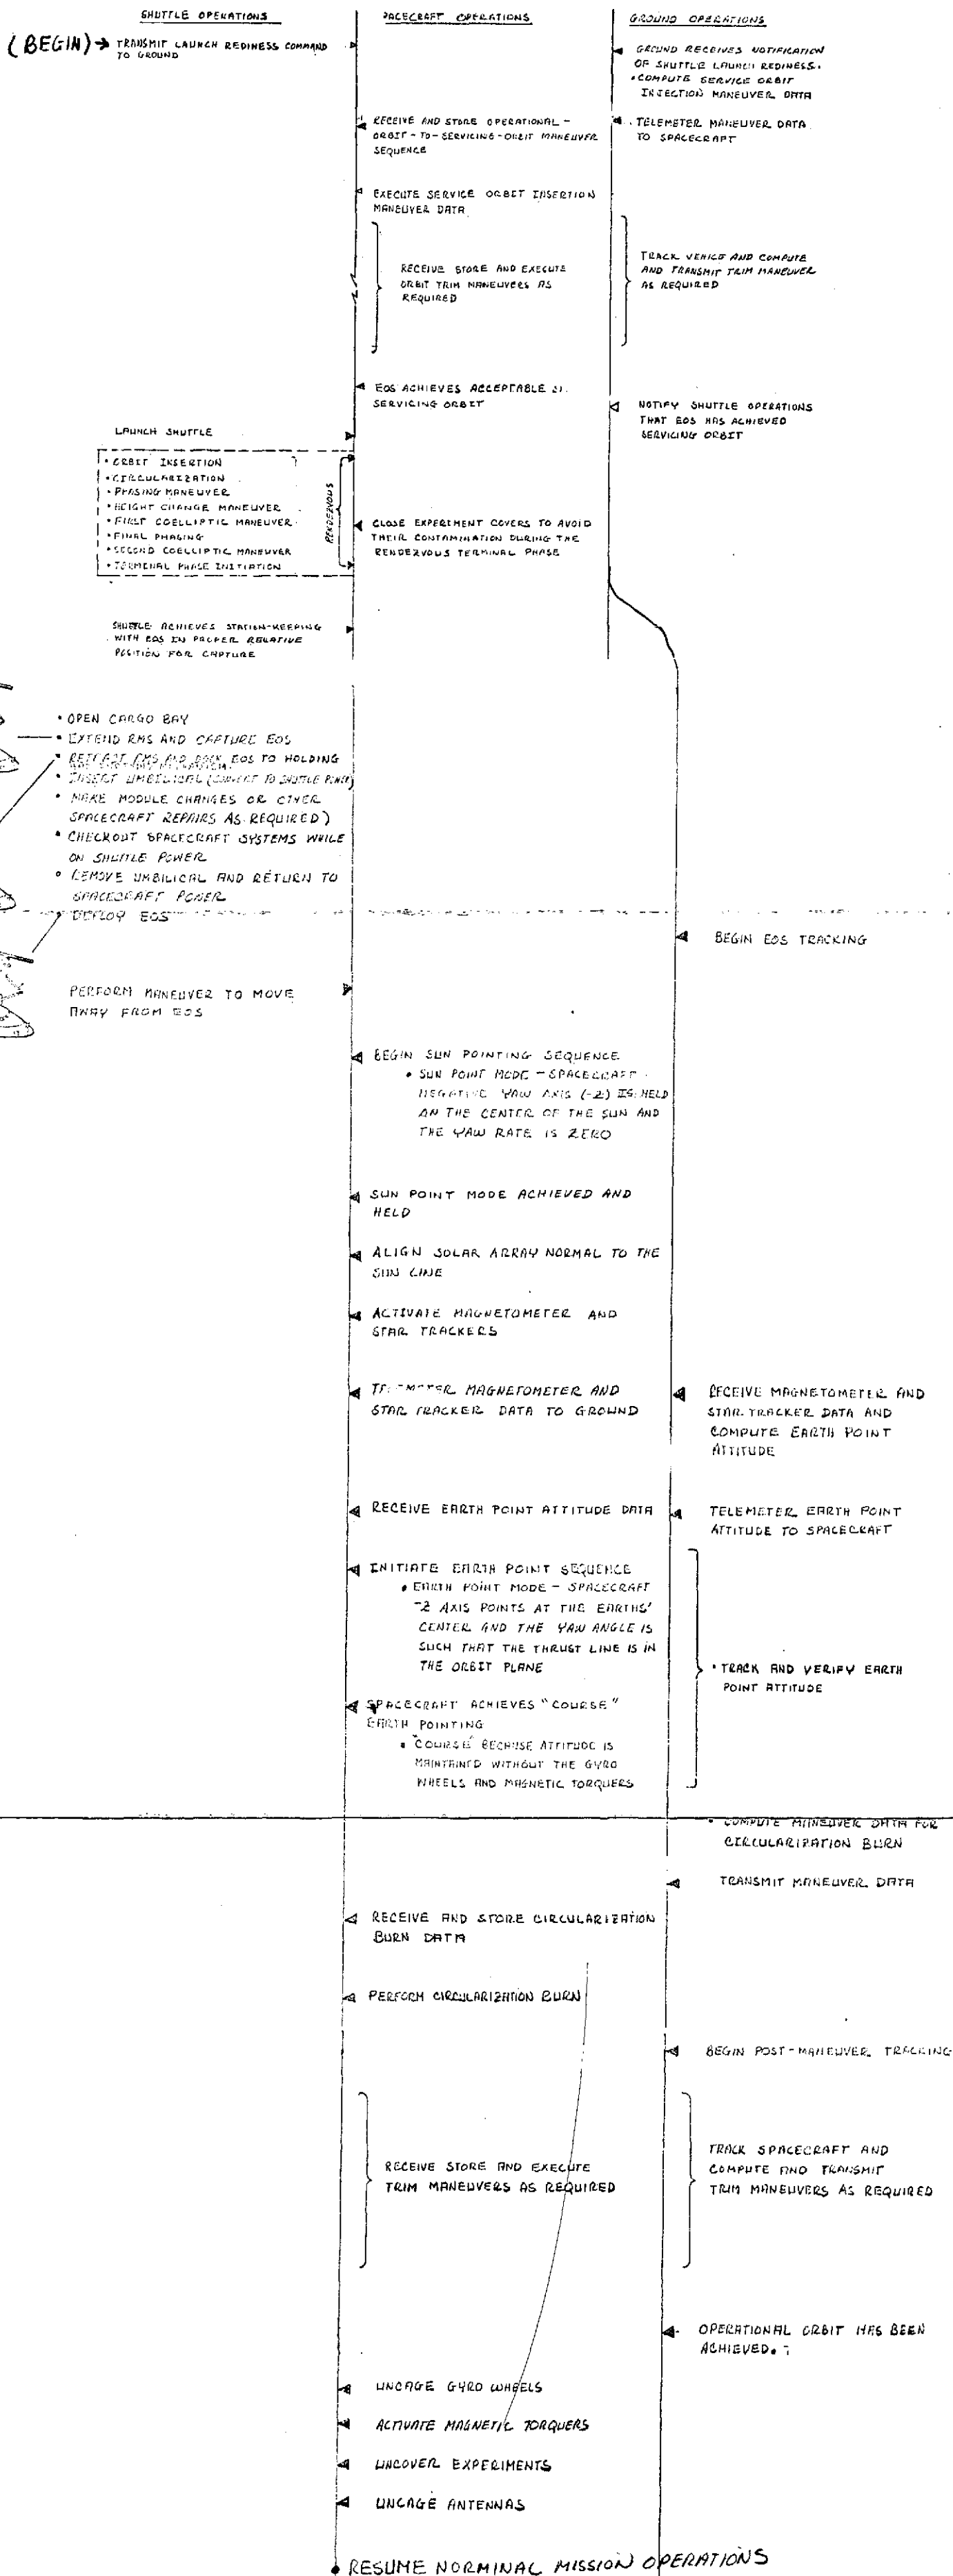 SHUTTLE OPERATIONS
PACECRAFT OPERATIONS
GROUND OPERATIONS
(BEGIN) → TRANSMIT LAUNCH REDINESS COMMAND
TO GROUND
GROUND RECEIVES NOTIFICATION
OF SHUTTLE LAUNCH REDINESS.
• COMPUTE SERVICE ORBIT
INJECTION MANEUVER DATA
RECEIVE AND STORE OPERATIONAL -
ORBIT - TO - SERVICING - ORBIT MANEUVER
SEQUENCE
TELEMETER MANEUVER DATA
TO SPACECRAFT
EXECUTE SERVICE ORBIT INSERTION
MANEUVER DATA
RECEIVE STORE AND EXECUTE
ORBIT TRIM MANEUVERS AS
REQUIRED
TRACK VEHICLE AND COMPUTE
AND TRANSMIT TRIM MANEUVER
AS REQUIRED
EOS ACHIEVES ACCEPTABLE
SERVICING ORBIT
NOTIFY SHUTTLE OPERATIONS
THAT EOS HAS ACHIEVED
SERVICING ORBIT
LAUNCH SHUTTLE
• ORBIT INSERTION
• CIRCULARIZATION
• PHASING MANEUVER
• HEIGHT CHANGE MANEUVER
• FIRST COELLIPTIC MANEUVER
• FINAL PHASING
• SECOND COELLIPTIC MANEUVER
• TERMINAL PHASE INITIATION
RENDEZVOUS
CLOSE EXPERIMENT COVERS TO AVOID
THEIR CONTAMINATION DURING THE
RENDEZVOUS TERMINAL PHASE
SHUTTLE ACHIEVES STATION-KEEPING
WITH EOS IN PROPER RELATIVE
POSITION FOR CAPTURE
• OPEN CARGO BAY
• EXTEND RMS AND CAPTURE EOS
• RETRACT RMS AND DOCK EOS TO HOLDING
• INSERT UMBILICAL (CONVERT TO SHUTTLE POWER)
• MAKE MODULE CHANGES OR OTHER
SPACECRAFT REPAIRS AS REQUIRED)
• CHECKOUT SPACECRAFT SYSTEMS WHILE
ON SHUTTLE POWER
• REMOVE UMBILICAL AND RETURN TO
SPACECRAFT POWER
• DEPLOY EOS
BEGIN EOS TRACKING
PERFORM MANEUVER TO MOVE
AWAY FROM EOS
BEGIN SUN POINTING SEQUENCE
• SUN POINT MODE - SPACECRAFT
NEGATIVE YAW AXIS (-Z) IS HELD
ON THE CENTER OF THE SUN AND
THE YAW RATE IS ZERO
SUN POINT MODE ACHIEVED AND
HELD
ALIGN SOLAR ARRAY NORMAL TO THE
SUN LINE
ACTIVATE MAGNETOMETER AND
STAR TRACKERS
TELEMETER MAGNETOMETER AND
STAR TRACKER DATA TO GROUND
RECEIVE MAGNETOMETER AND
STAR TRACKER DATA AND
COMPUTE EARTH POINT
ATTITUDE
RECEIVE EARTH POINT ATTITUDE DATA
TELEMETER EARTH POINT
ATTITUDE TO SPACECRAFT
INITIATE EARTH POINT SEQUENCE
• EARTH POINT MODE - SPACECRAFT
-Z AXIS POINTS AT THE EARTHS'
CENTER AND THE YAW ANGLE IS
SUCH THAT THE THRUST LINE IS IN
THE ORBIT PLANE
• TRACK AND VERIFY EARTH
POINT ATTITUDE
SPACECRAFT ACHIEVES "COURSE"
EARTH POINTING
• "COURSE" BECAUSE ATTITUDE IS
MAINTAINED WITHOUT THE GYRO
WHEELS AND MAGNETIC TORQUERS
• COMPUTE MANEUVER DATA FOR
CIRCULARIZATION BURN
TRANSMIT MANEUVER DATA
RECEIVE AND STORE CIRCULARIZATION
BURN DATA
PERFORM CIRCULARIZATION BURN
BEGIN POST-MANEUVER TRACKING
RECEIVE STORE AND EXECUTE
TRIM MANEUVERS AS REQUIRED
TRACK SPACECRAFT AND
COMPUTE AND TRANSMIT
TRIM MANEUVERS AS REQUIRED
OPERATIONAL ORBIT HAS BEEN
ACHIEVED.
UNCAGE GYRO WHEELS
ACTIVATE MAGNETIC TORQUERS
UNCOVER EXPERIMENTS
UNCAGE ANTENNAS
• RESUME NORMINAL MISSION OPERATIONS